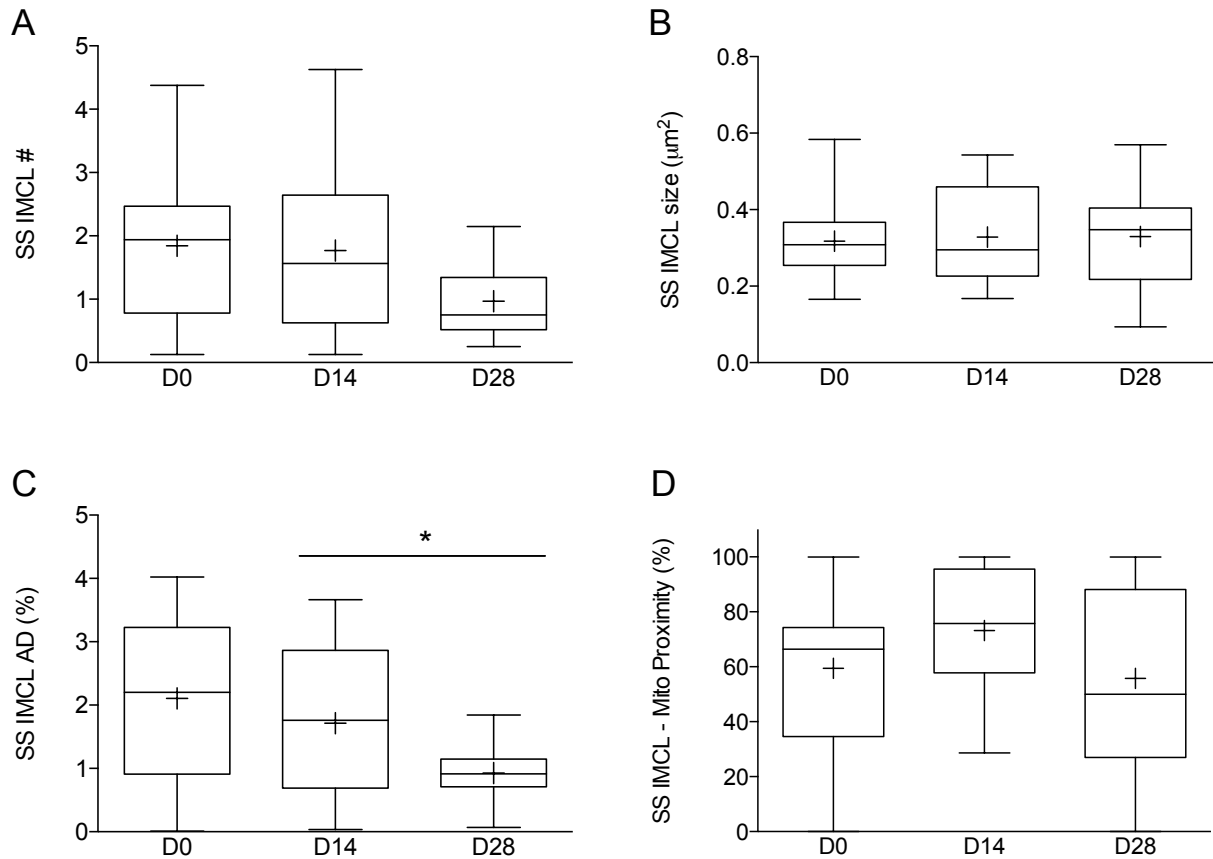 A
SS IMCL #
5
4
3
2
1
0
D0 D14 D28
B
SS IMCL size (μm²)
0.8
0.6
0.4
0.2
0.0
D0 D14 D28
C
SS IMCL AD (%)
5
4
3
2
1
0
*
D0 D14 D28
D
SS IMCL - Mito Proximity (%)
100
80
60
40
20
0
D0 D14 D28